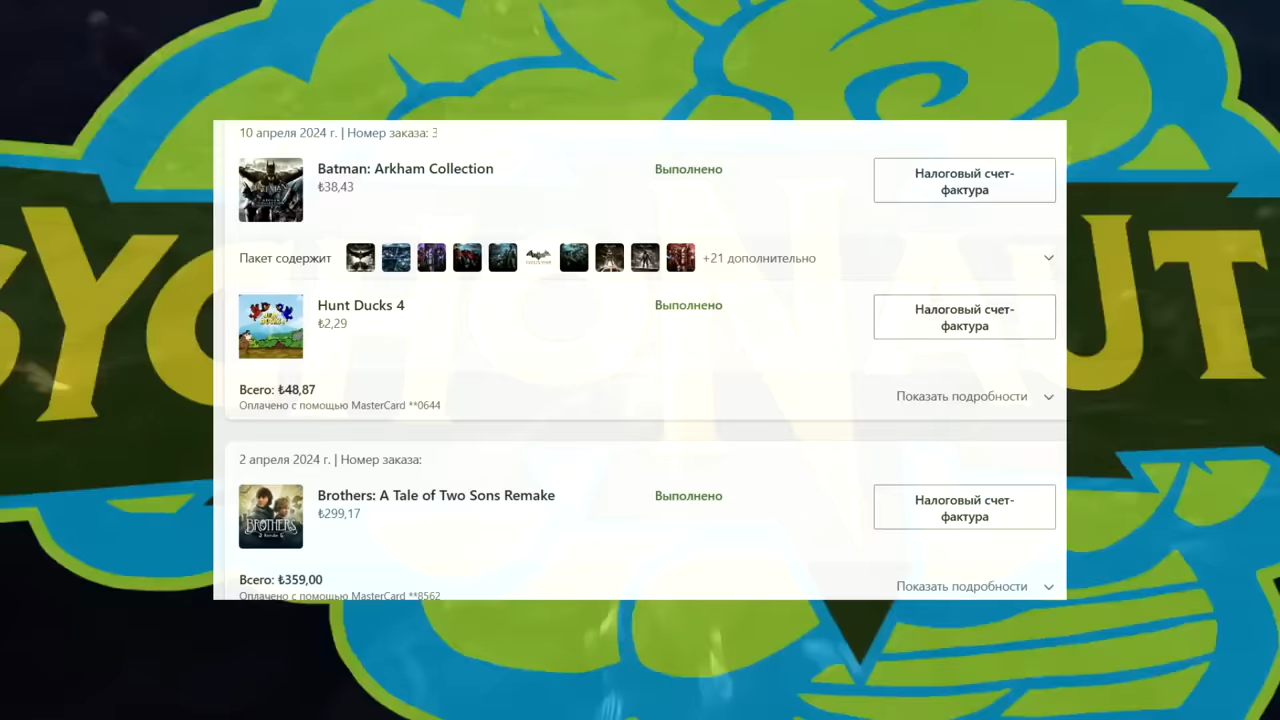 10 апреля 2024 г. | Номер заказа: 3
Batman: Arkham Collection
₺38,43
Выполнено
Налоговый счет-
фактура
Пакет содержит
+21 дополнительно
Hunt Ducks 4
₺2,29
Выполнено
Налоговый счет-
фактура
Всего: ₺48,87
Оплачено с помощью MasterCard **0644
Показать подробности
2 апреля 2024 г. | Номер заказа:
Brothers: A Tale of Two Sons Remake
₺299,17
Выполнено
Налоговый счет-
фактура
BROTHERS
Всего: ₺359,00
Оплачено с помощью MasterCard **8562
Показать подробности
SYCHONAUT